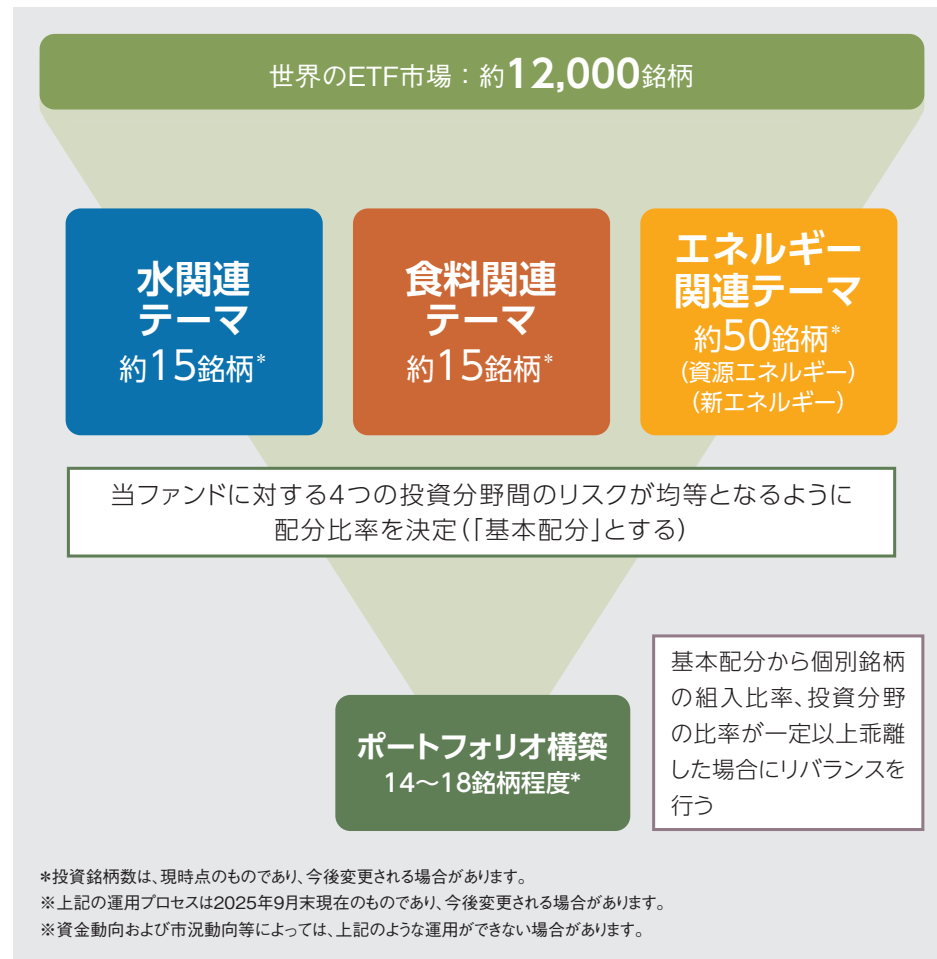 世界のETF市場：約12,000銘柄
水関連
テーマ
約15銘柄*
食料関連
テーマ
約15銘柄*
エネルギー
関連テーマ
約50銘柄*
(資源エネルギー)
(新エネルギー)
当ファンドに対する4つの投資分野間のリスクが均等となるように
配分比率を決定(「基本配分」とする)
ポートフォリオ構築
14～18銘柄程度*
基本配分から個別銘柄
の組入比率、投資分野
の比率が一定以上乖離
した場合にリバランスを
行う
*投資銘柄数は、現時点のものであり、今後変更される場合があります。
※上記の運用プロセスは2025年9月末現在のものであり、今後変更される場合があります。
※資金動向および市況動向等によっては、上記のような運用ができない場合があります。